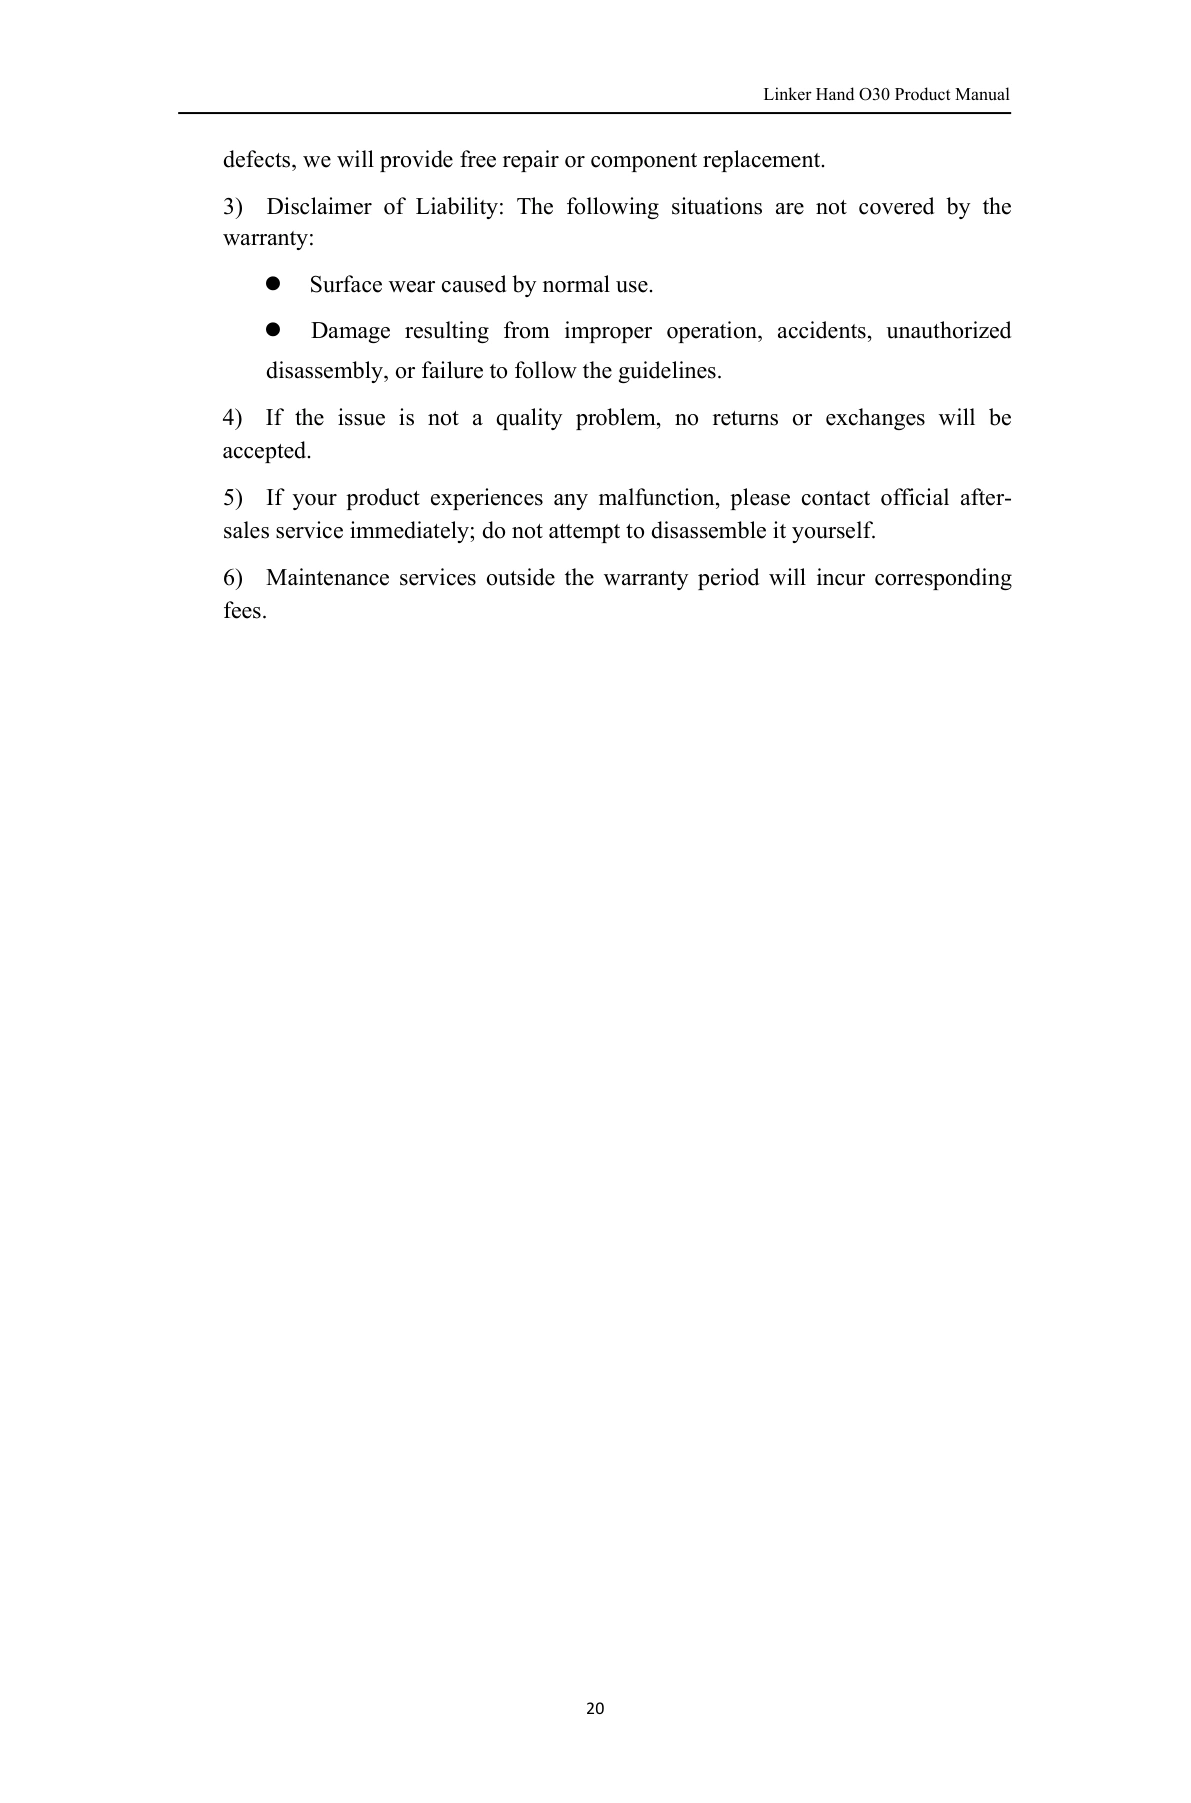 Linker Hand O30 Product Manual
defects, we will provide free repair or component replacement.
3) Disclaimer of Liability: The following situations are not covered by the
warranty:
● Surface wear caused by normal use.
● Damage resulting from improper operation, accidents, unauthorized
disassembly, or failure to follow the guidelines.
4) If the issue is not a quality problem, no returns or exchanges will be
accepted.
5) If your product experiences any malfunction, please contact official after-
sales service immediately; do not attempt to disassemble it yourself.
6) Maintenance services outside the warranty period will incur corresponding
fees.
20